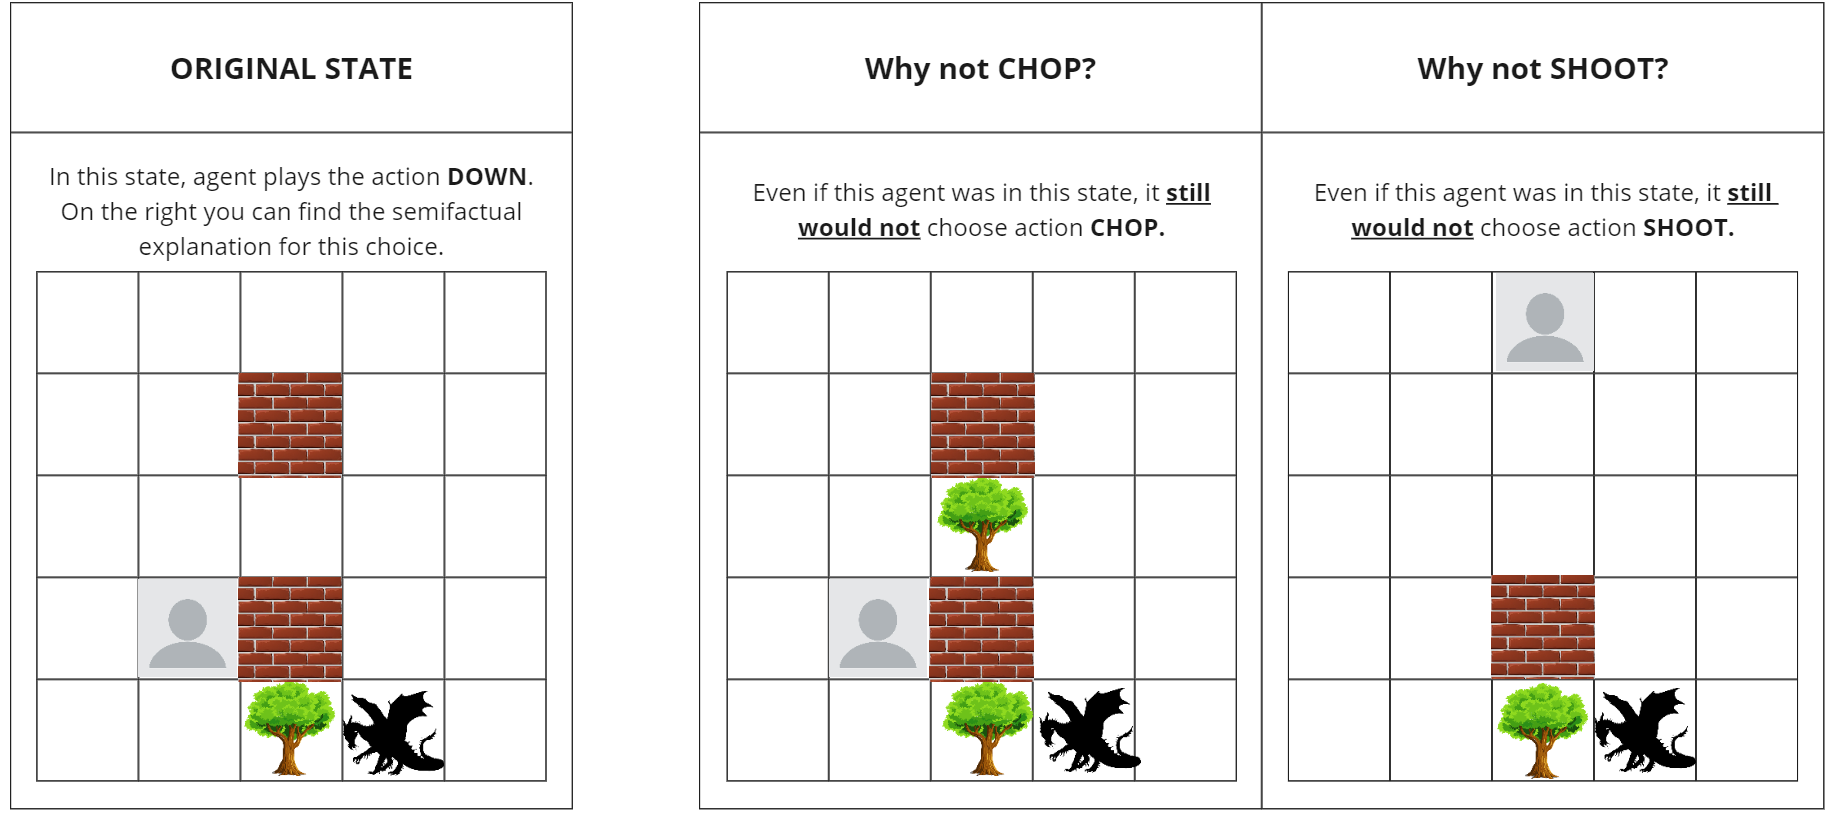 ORIGINAL STATE
In this state, agent plays the action DOWN.
On the right you can find the semifactual
explanation for this choice.
Why not CHOP?
Even if this agent was in this state, it still
would not choose action CHOP.
Why not SHOOT?
Even if this agent was in this state, it still
would not choose action SHOOT.